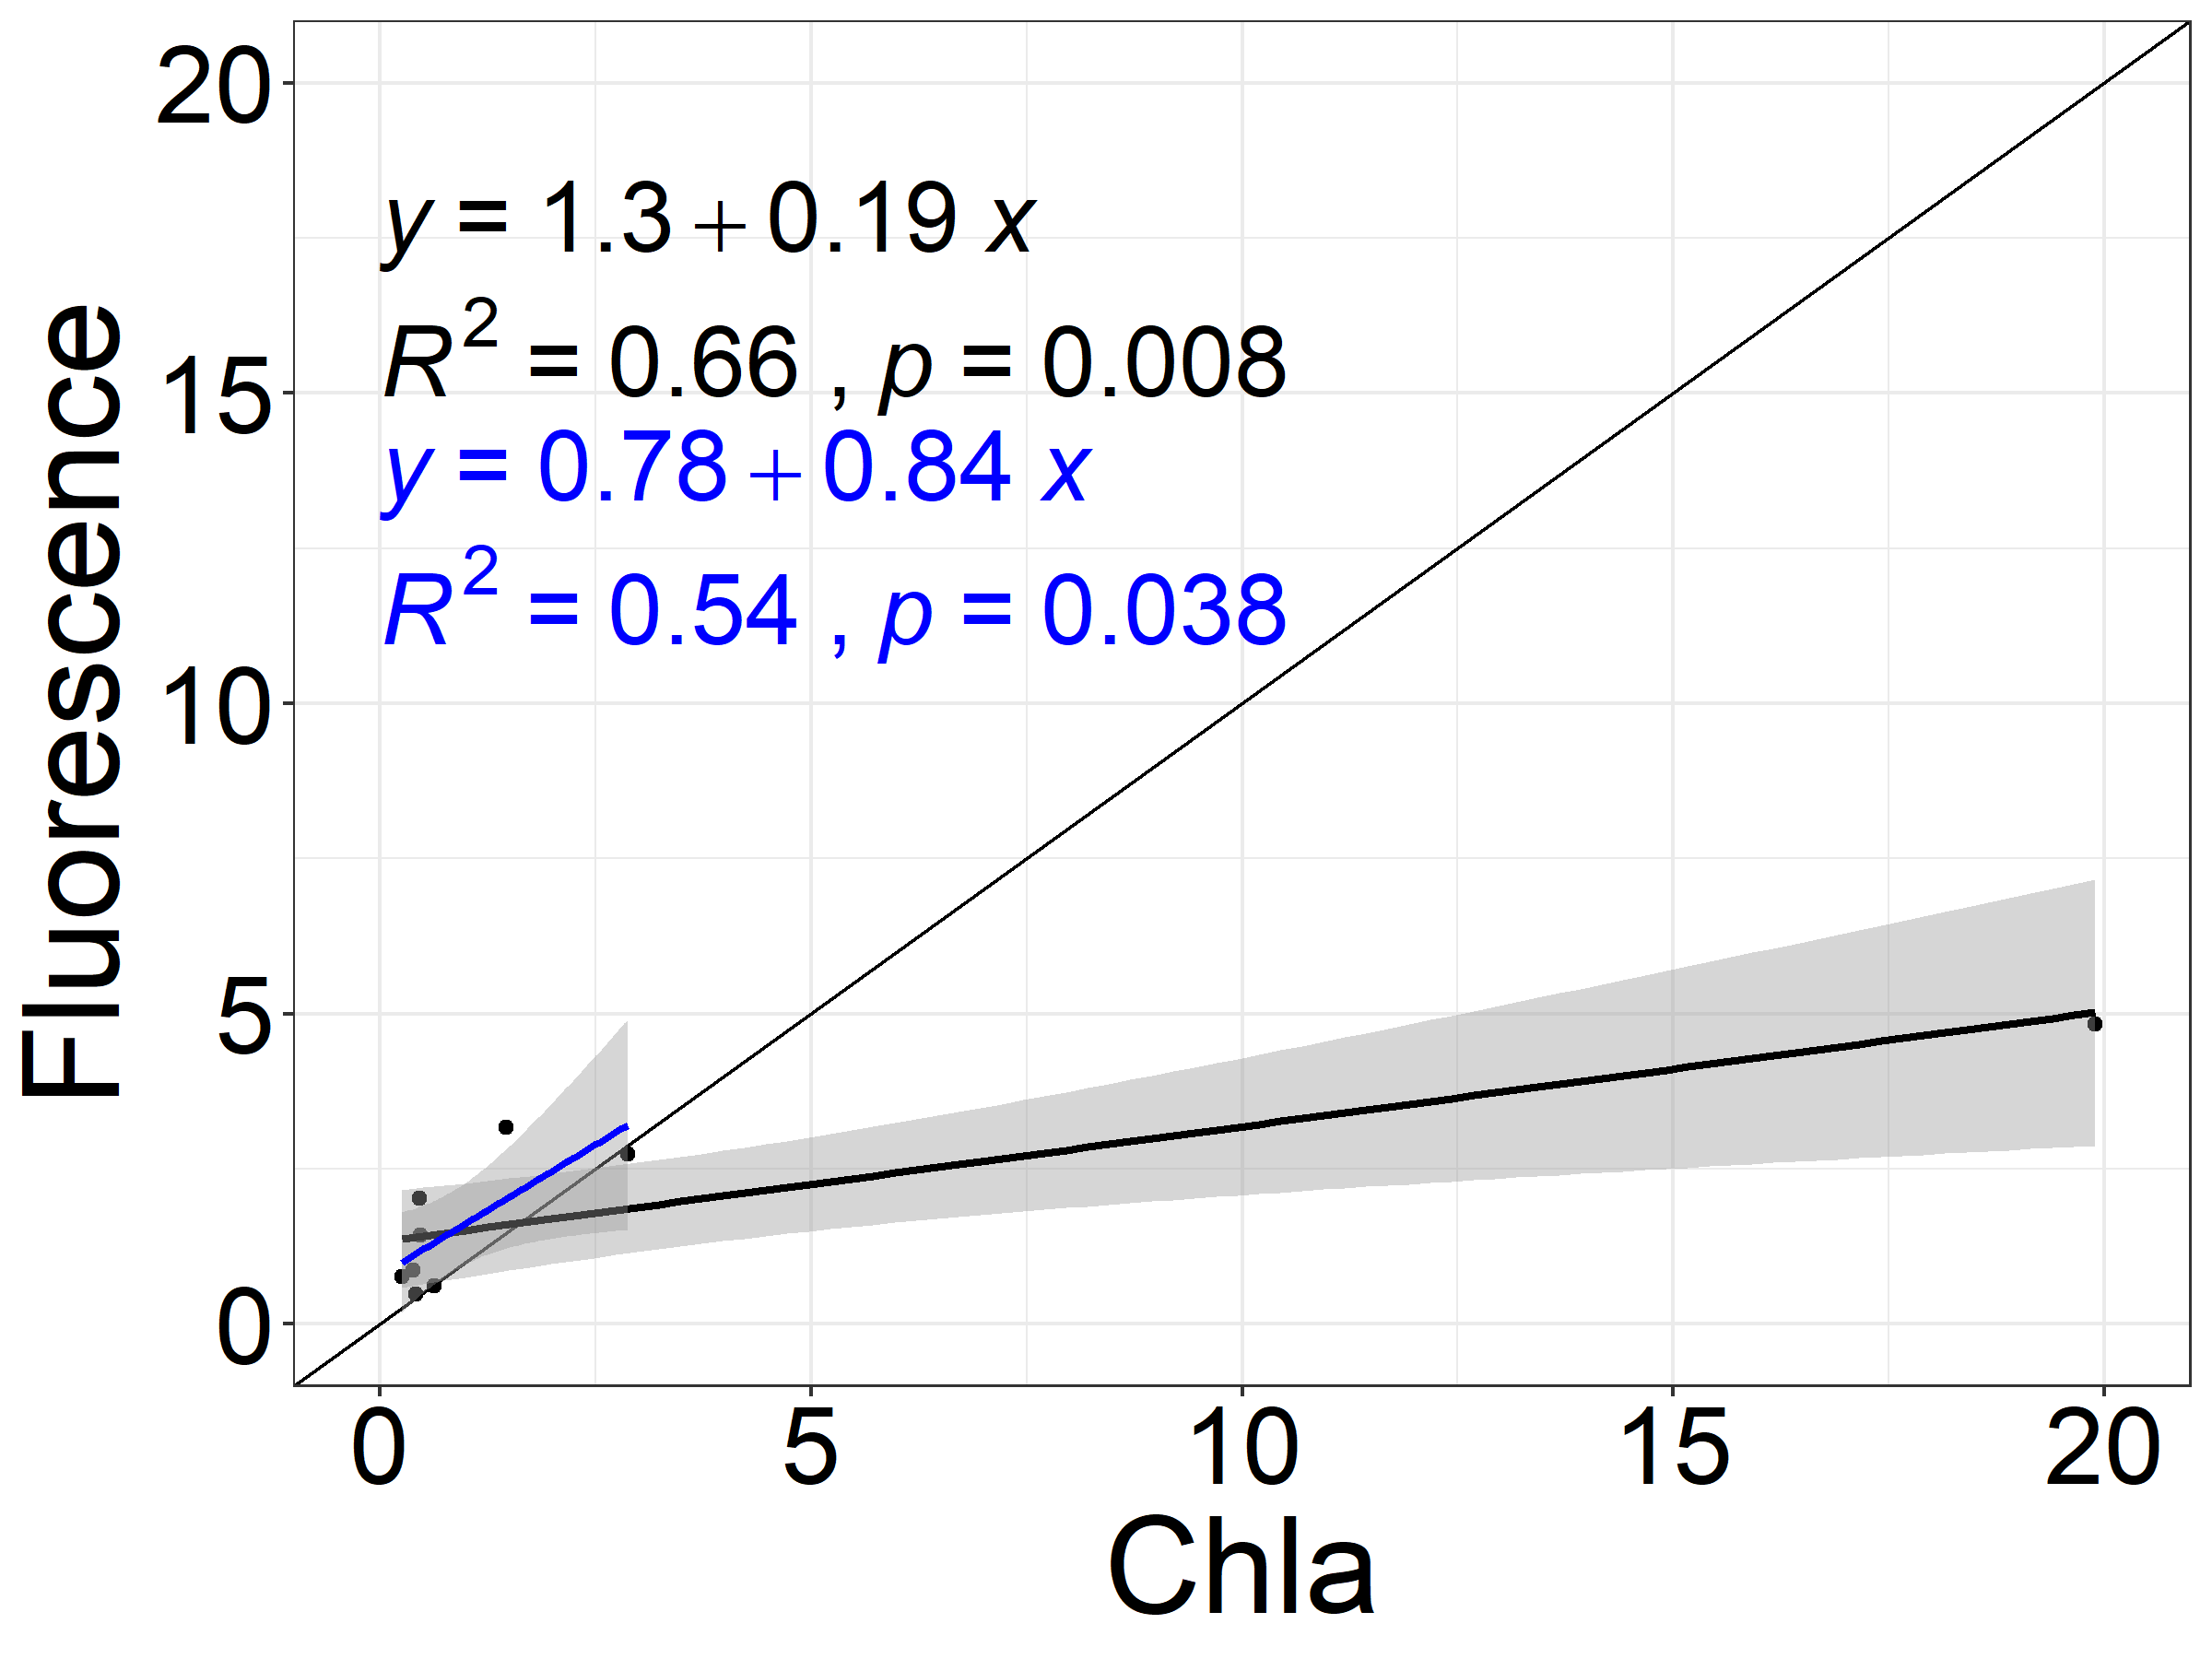 20
y = 1.3 + 0.19 x
R² = 0.66 , p = 0.008
15
y = 0.78 + 0.84 x
R² = 0.54 , p = 0.038
10
5
0
Fluorescence
0 5 10 15 20
Chla